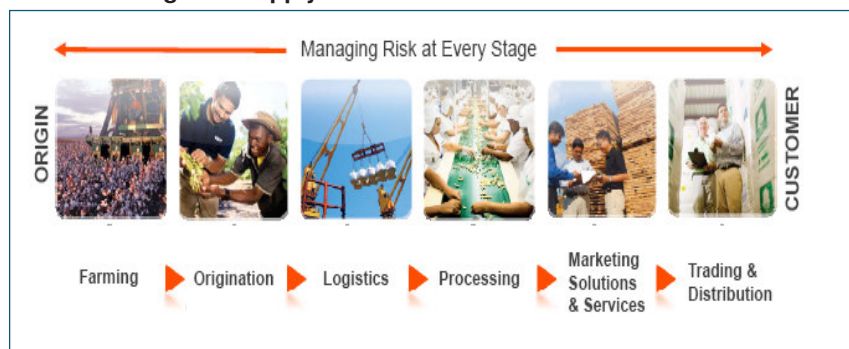 Managing Risk at Every Stage
ORIGIN
CUSTOMER
Farming
Origination
Logistics
Processing
Marketing
Solutions
& Services
Trading &
Distribution